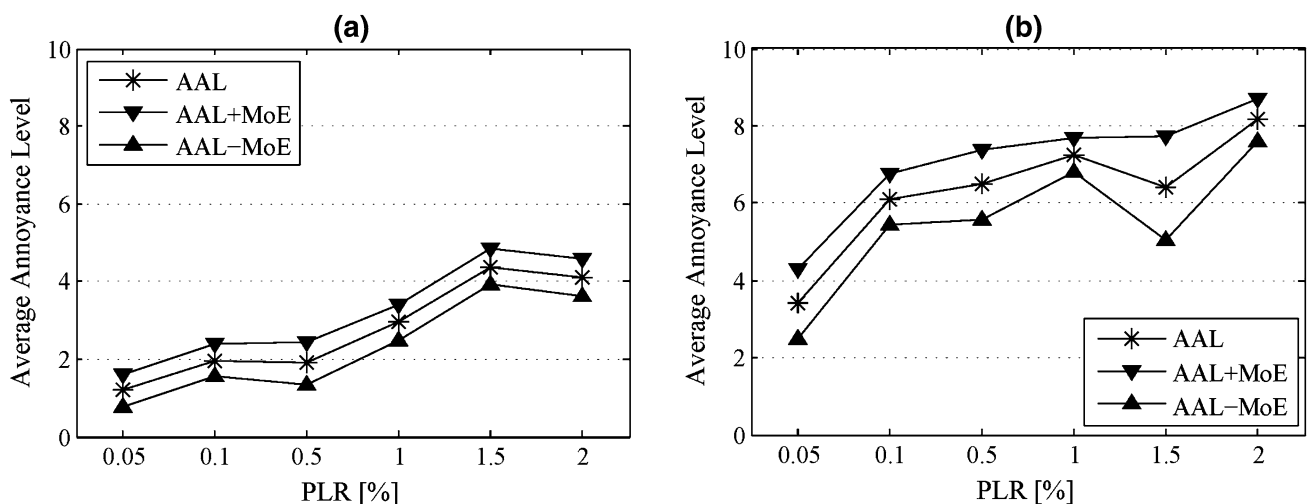 (a)
10
8
6
4
2
0
Average Annoyance Level
AAL
AAL+MoE
AAL−MoE
0.05 0.1 0.5 1 1.5 2
PLR [%]
(b)
10
8
6
4
2
0
Average Annoyance Level
AAL
AAL+MoE
AAL−MoE
0.05 0.1 0.5 1 1.5 2
PLR [%]